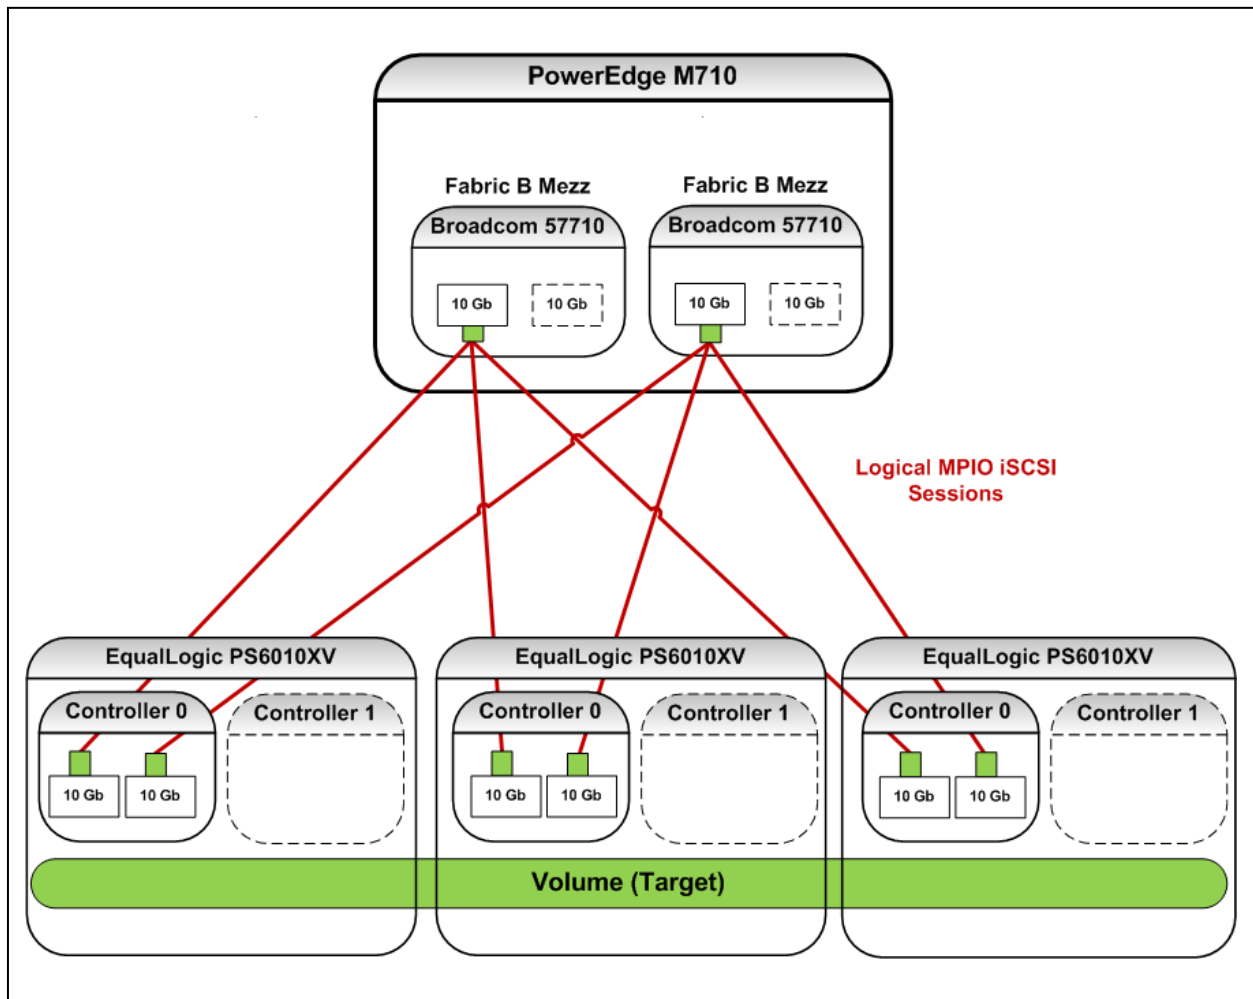 PowerEdge M710
Fabric B Mezz
Fabric B Mezz
Broadcom 57710
Broadcom 57710
10 Gb
10 Gb
10 Gb
10 Gb
Logical MPIO iSCSI
Sessions
EqualLogic PS6010XV
EqualLogic PS6010XV
EqualLogic PS6010XV
Controller 0
Controller 1
Controller 0
Controller 1
Controller 0
Controller 1
10 Gb
10 Gb
10 Gb
10 Gb
10 Gb
10 Gb
Volume (Target)